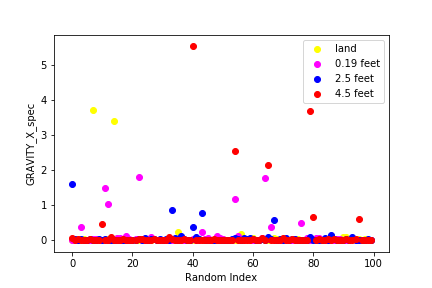 land
0.19 feet
2.5 feet
4.5 feet
GRAVITY_X_spec
5
4
3
2
1
0
0 20 40 60 80 100
Random Index